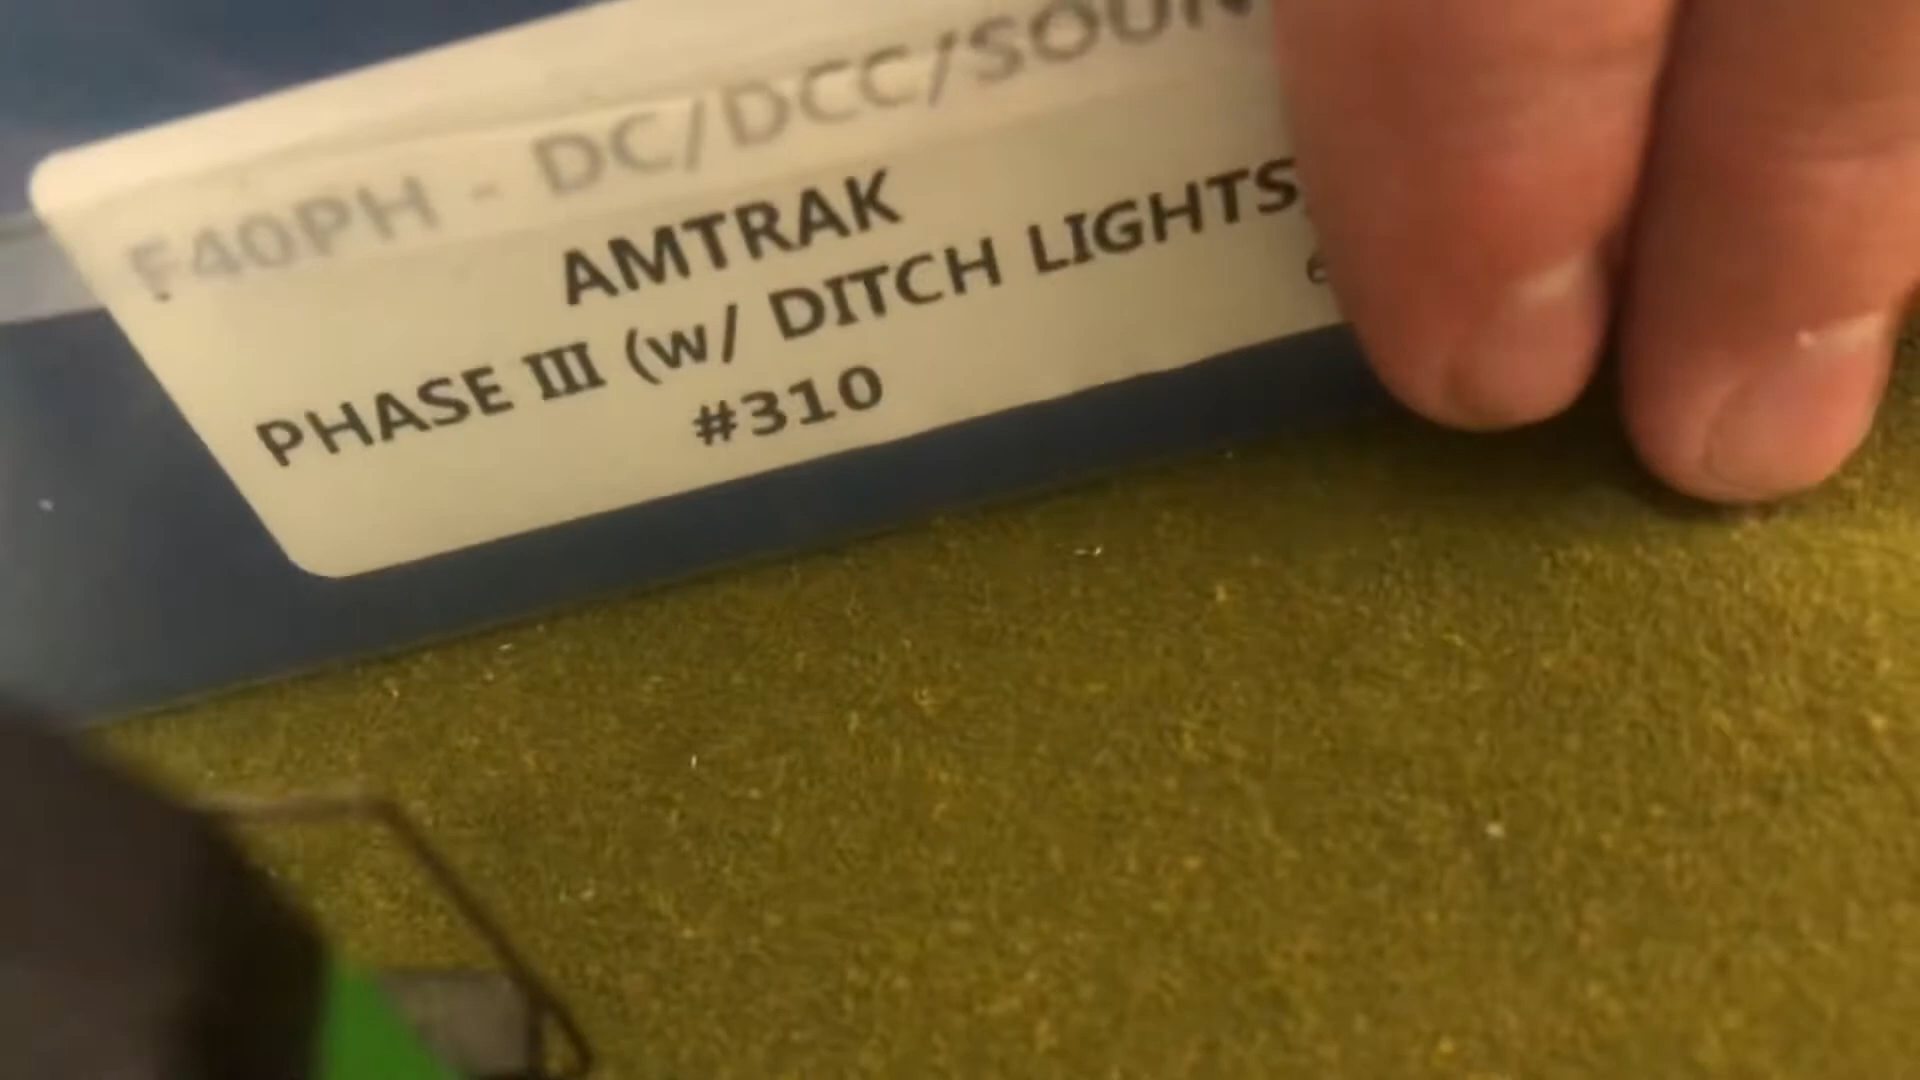 F40PH - DC/DCC/SOUN
AMTRAK
PHASE III (w/ DITCH LIGHTS
#310